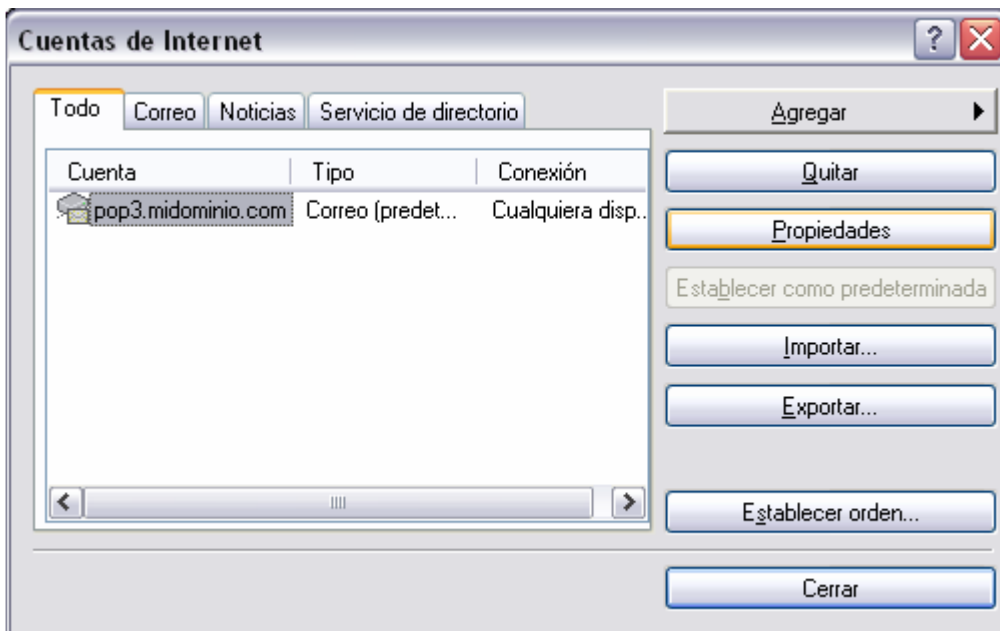 Cuentas de Internet
Todo Correo Noticias Servicio de directorio
Agregar
Cuenta Tipo Conexión
Quitar
pop3.midominio.com Correo (predet... Cualquiera disp..
Propiedades
Establecer como predeterminada
Importar...
Exportar...
Establecer orden...
Cerrar